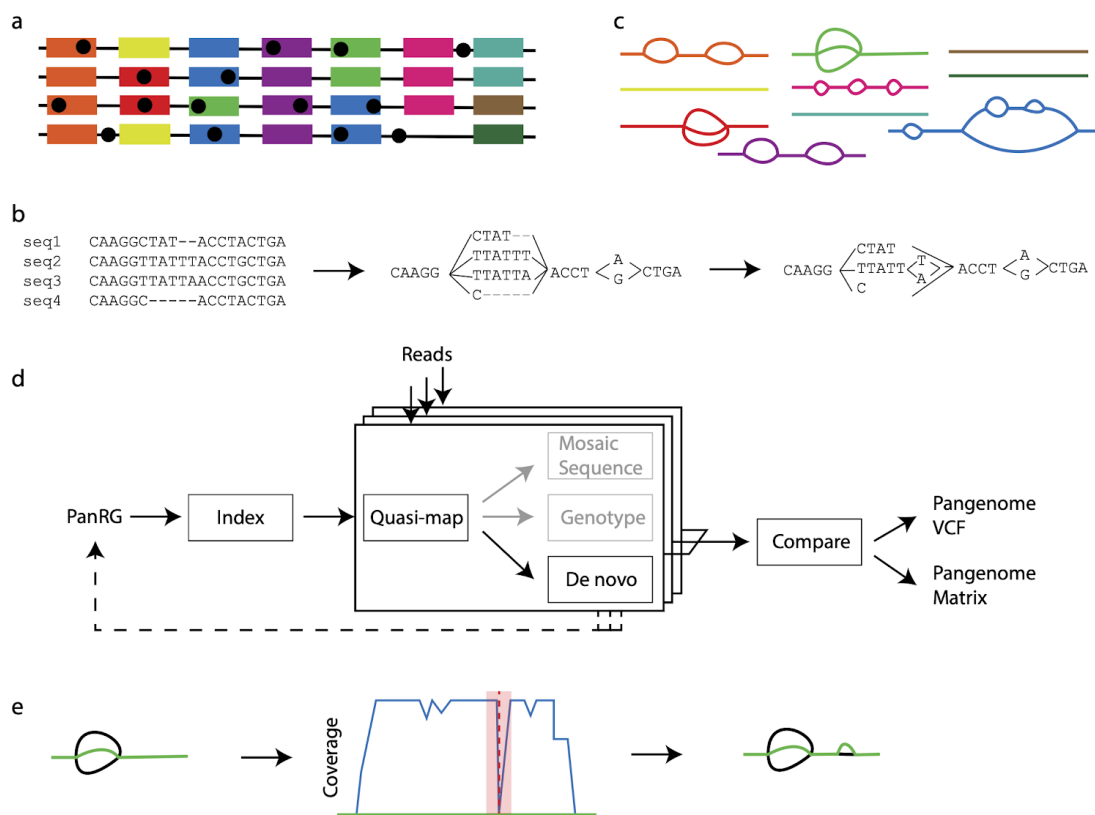 a
c
b
seq1 CAAGGCTAT--ACCTACTGA
seq2 CAAGGTTATTTACCTGCTGA
seq3 CAAGGTTATTAACCTGCTGA
seq4 CAAGGC-----ACCTACTGA
CTAT--
TTATTT
CAAGG
TTATTA
ACCT
A
G
CTGA
C-----
CTAT
CAAGG
TTATT
T
A
ACCT
A
G
CTGA
C
Reads
d
Mosaic
Sequence
PanRG
Index
Quasi-map
Genotype
De novo
Compare
Pangenome
VCF
Pangenome
Matrix
e
Coverage